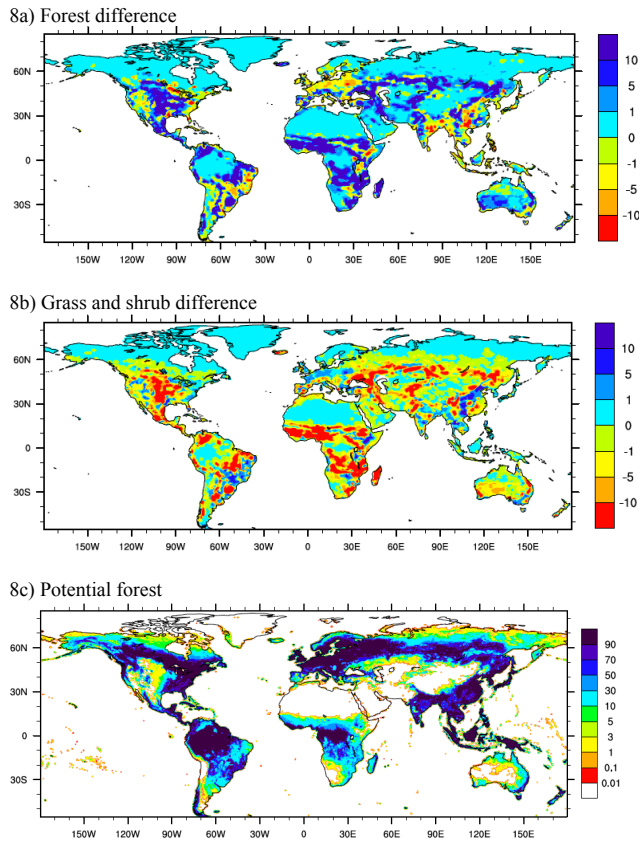 8a) Forest difference
60N
30N
0
30S
150W 120W 90W 60W 30W 0 30E 60E 90E 120E 150E
10
5
1
0
-1
-5
-10
8b) Grass and shrub difference
60N
30N
0
30S
150W 120W 90W 60W 30W 0 30E 60E 90E 120E 150E
10
5
1
0
-1
-5
-10
8c) Potential forest
60N
30N
0
30S
150W 120W 90W 60W 30W 0 30E 60E 90E 120E 150E
90
70
50
30
10
5
3
1
0.1
0.01